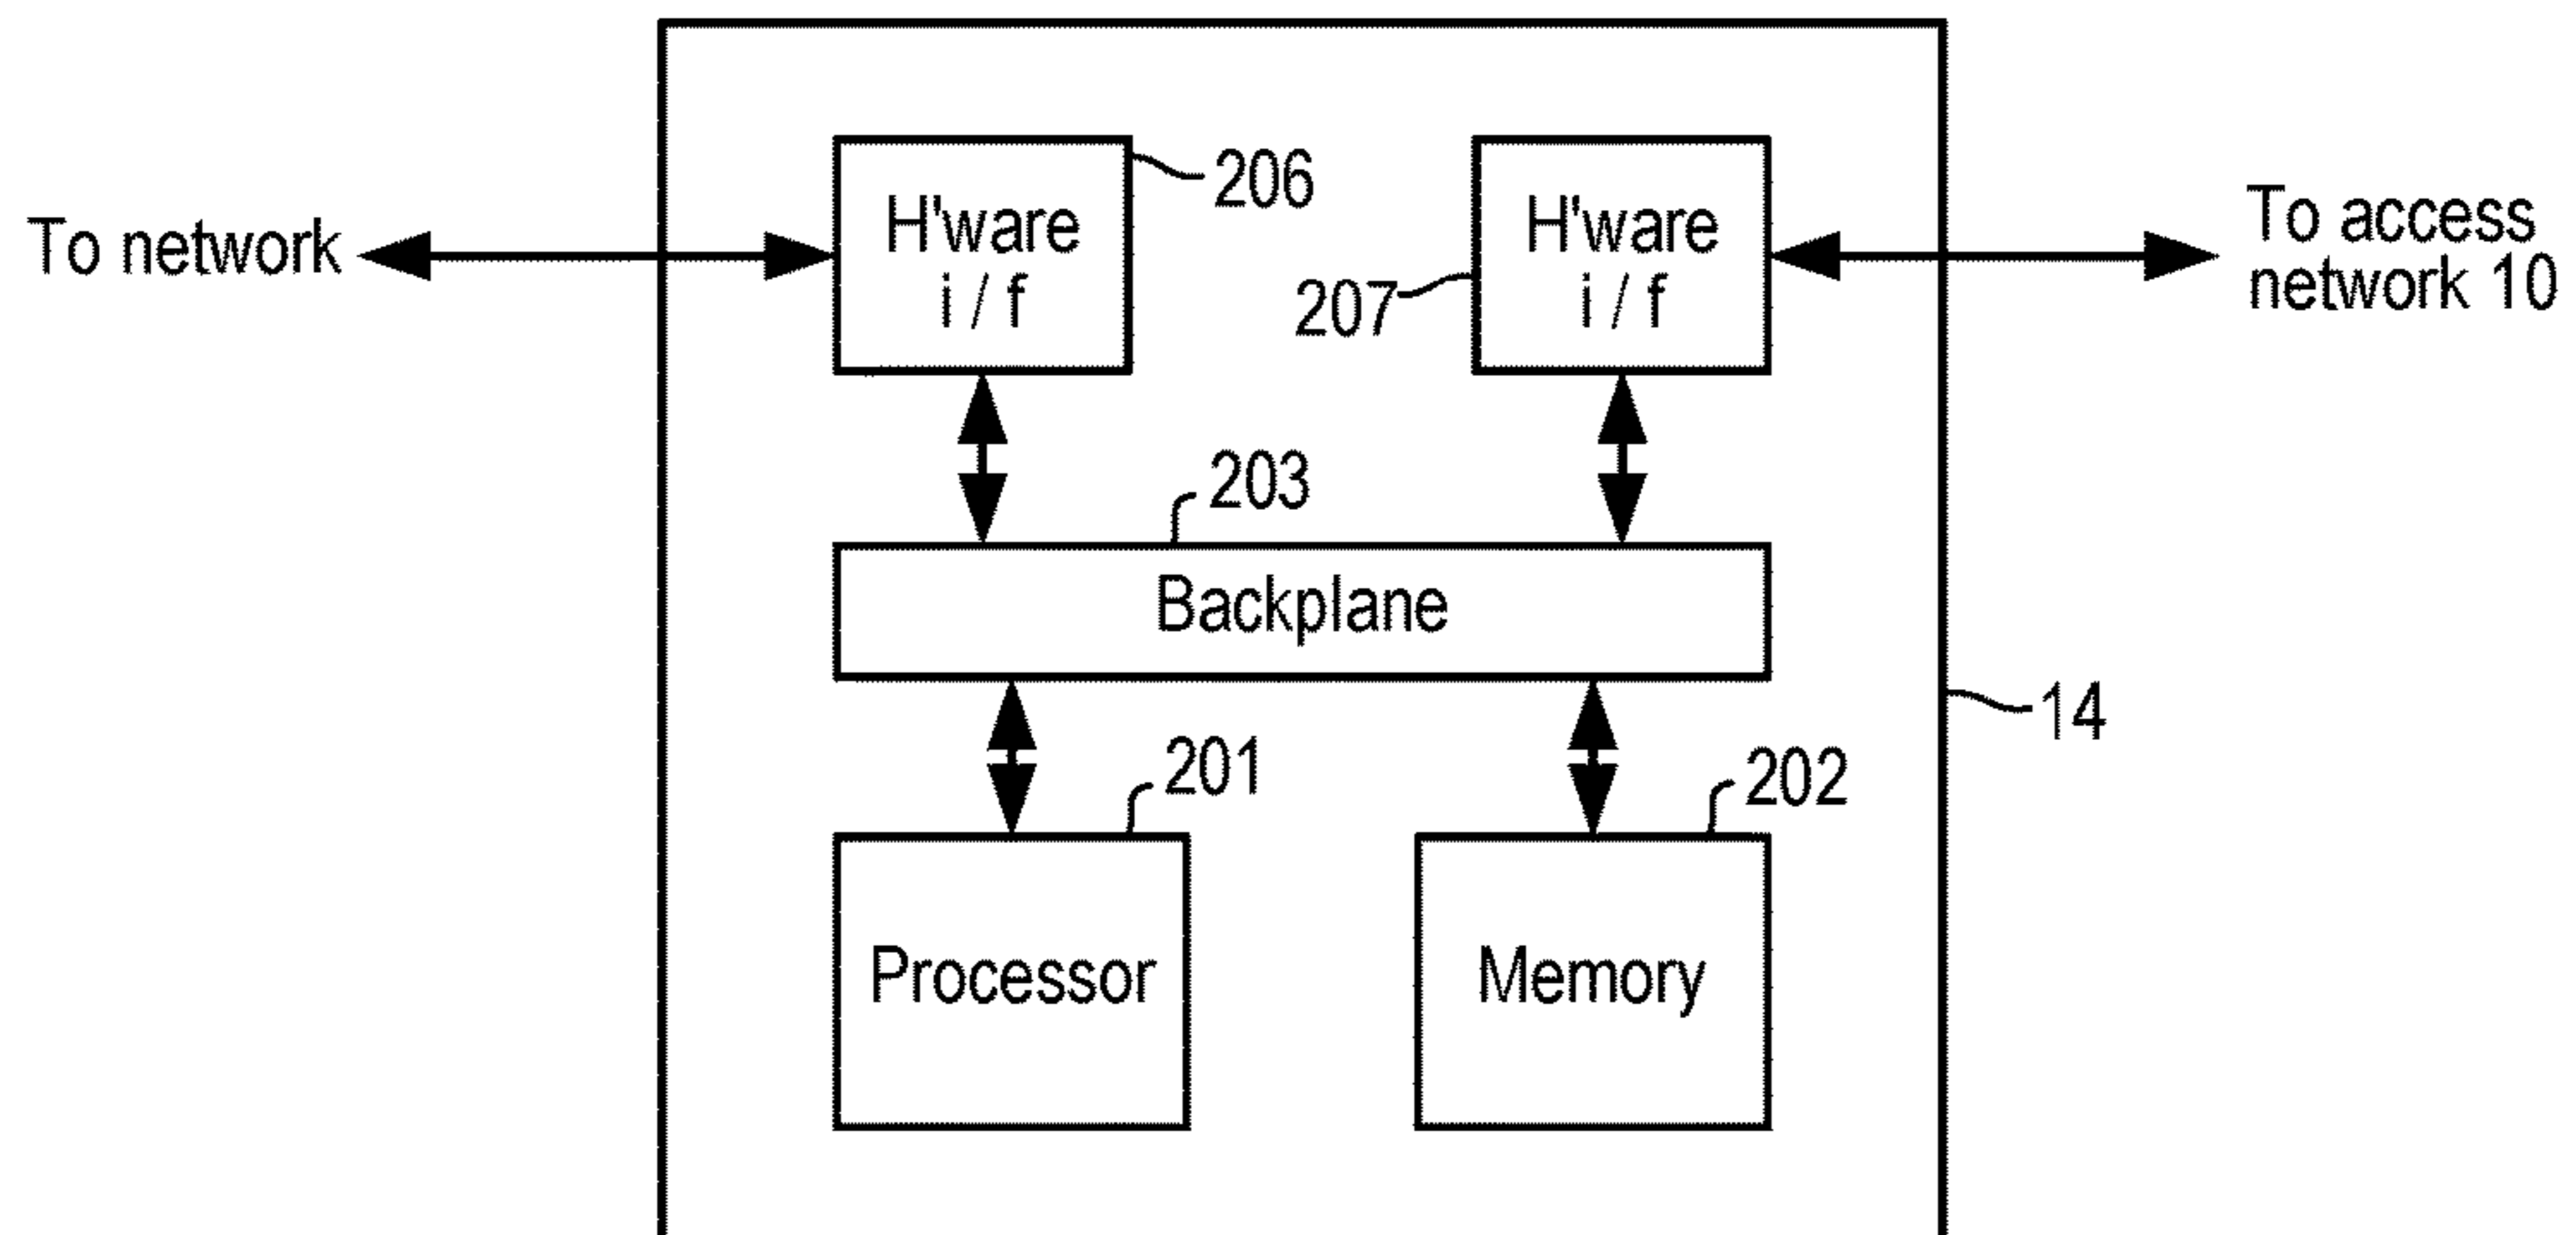 206
H'ware
i / f
207
H'ware
i / f
To network
To access
network 10
203
Backplane
14
201
202
Processor
Memory